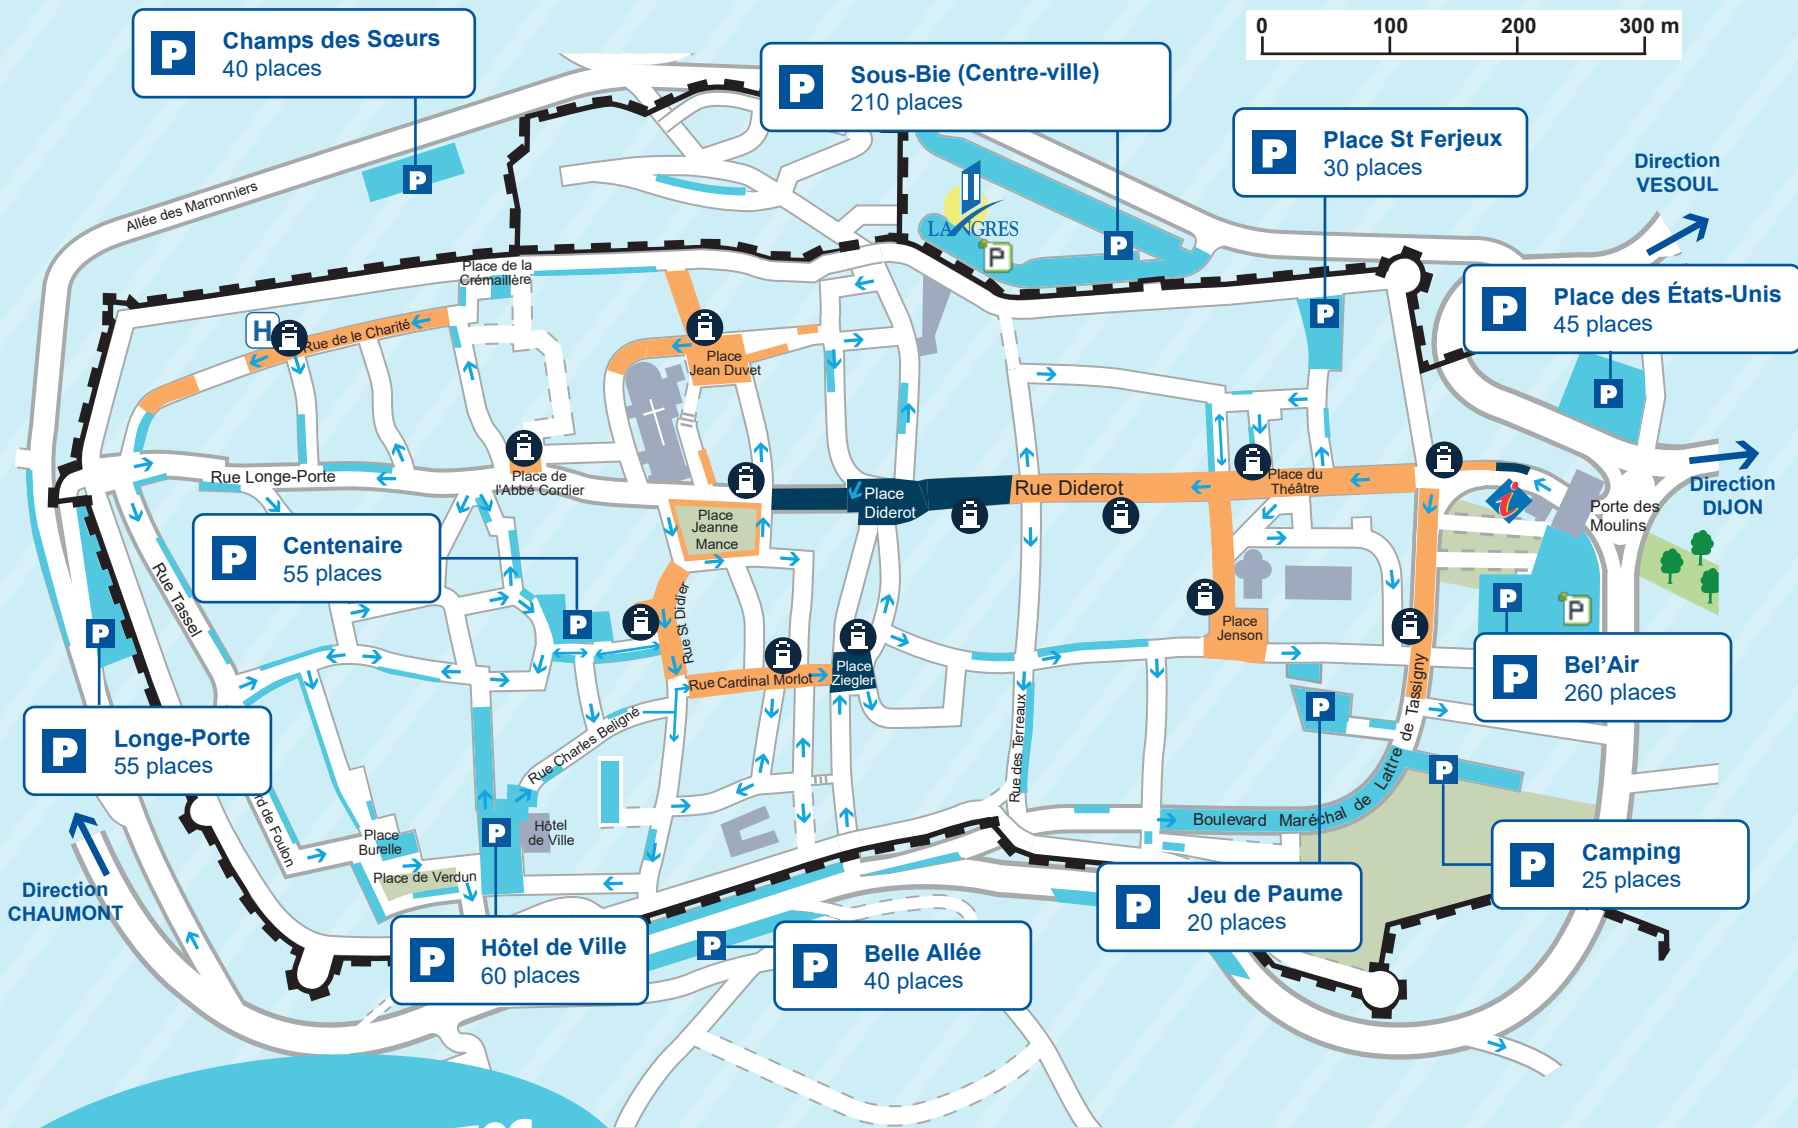 0 100 200 300 m
P Champs des Sœurs
40 places
P Sous-Bie (Centre-ville)
210 places
P Place St Ferjeux
30 places
Direction
VESOUL
P
Allée des Marronniers
LANGRES
P
P
Place de la
Crémaillère
P Place des États-Unis
45 places
P
H
Rue de le Charité
Place
Jean Duvet
P
Rue Longe-Porte
Place de
l'Abbé Cordier
Place
Diderot
Rue Diderot
Place du
Théâtre
Direction
DIJON
Porte des
Moulins
i
Place
Jeanne
Mance
P Centenaire
55 places
Rue Tassel
P
P
Rue St Didier
P
P
Place
Jenson
P
Rue Cardinal Morlot
Place
Ziegler
P Bel'Air
260 places
Rue Charles Beligné
Rue des Terreaux
P
de Lattre de Tassigny
Boulevard Maréchal
P
P Longe-Porte
55 places
rd de Foulon
Place
Burelle
P
Hôtel
de Ville
Place de Verdun
Direction
CHAUMONT
P Camping
25 places
P Jeu de Paume
20 places
P Hôtel de Ville
60 places
P
P Belle Allée
40 places